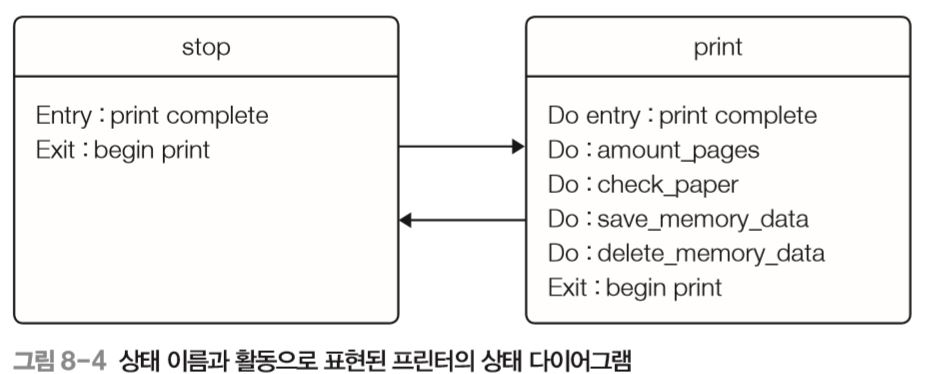 stop
Entry : print complete
Exit : begin print
print
Do entry : print complete
Do : amount_pages
Do : check_paper
Do : save_memory_data
Do : delete_memory_data
Exit : begin print
그림 8-4 상태 이름과 활동으로 표현된 프린터의 상태 다이어그램